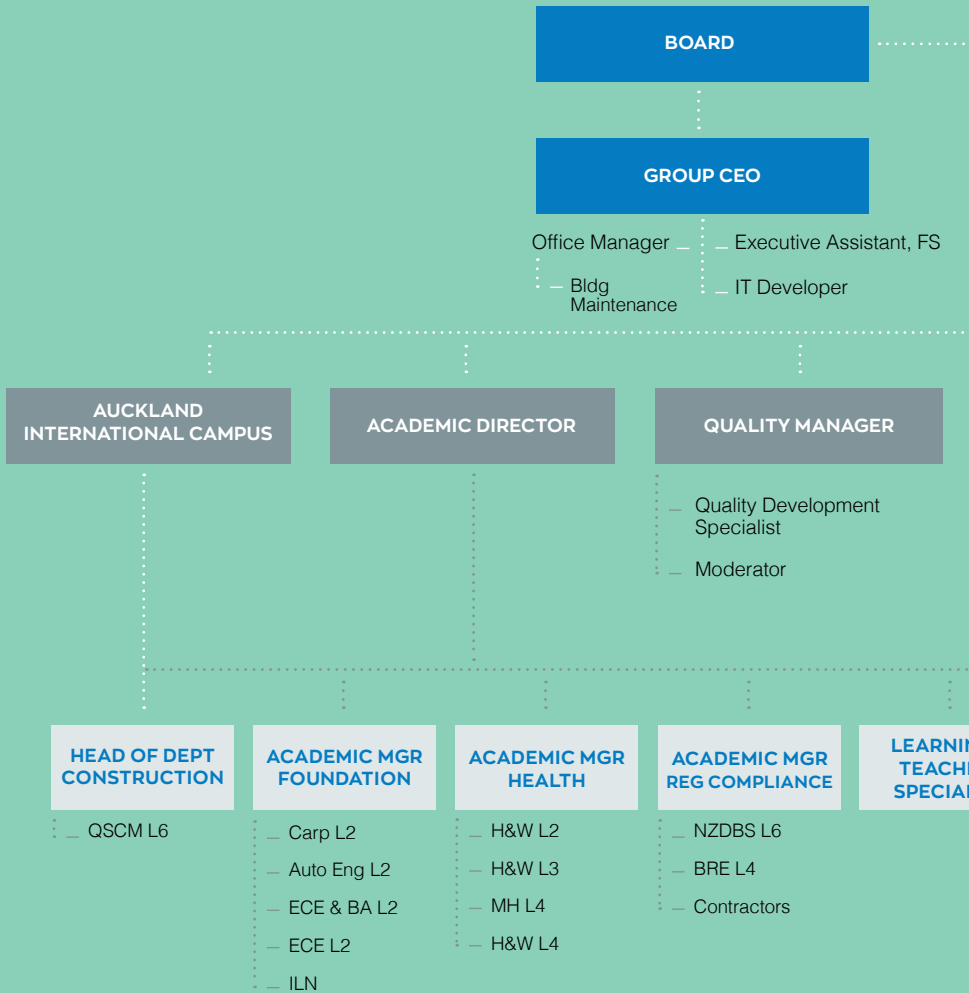 BOARD
GROUP CEO
Office Manager
Executive Assistant, FS
Bldg
Maintenance
IT Developer
AUCKLAND
INTERNATIONAL CAMPUS
ACADEMIC DIRECTOR
QUALITY MANAGER
Quality Development
Specialist
Moderator
HEAD OF DEPT
CONSTRUCTION
QSCM L6
ACADEMIC MGR
FOUNDATION
Carp L2
Auto Eng L2
ECE & BA L2
ECE L2
ILN
ACADEMIC MGR
HEALTH
H&W L2
H&W L3
MH L4
H&W L4
ACADEMIC MGR
REG COMPLIANCE
NZDBS L6
BRE L4
Contractors